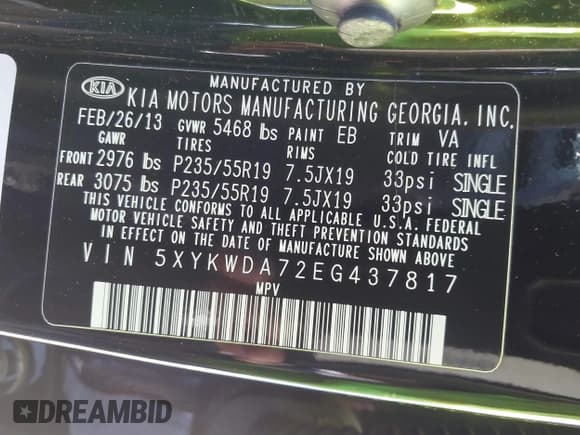 MANUFACTURED BY
KIA KIA MOTORS MANUFACTURING GEORGIA, INC.
FEB/26/13 GVWR 5468 lbs PAINT EB TRIM VA
GAWR TIRES RIMS COLD TIRE INFL
FRONT 2976 lbs P235/55R19 7.5JX19 33psi SINGLE
REAR 3075 lbs P235/55R19 7.5JX19 33psi SINGLE
THIS VEHICLE CONFORMS TO ALL APPLICABLE U.S.A. FEDERAL
MOTOR VEHICLE SAFETY AND THEFT PREVENTION STANDARDS
IN EFFECT ON THE DATE OF MANUFACTURE SHOWN ABOVE
VIN 5XYKWDA72EG437817
MPV
DREAMBID